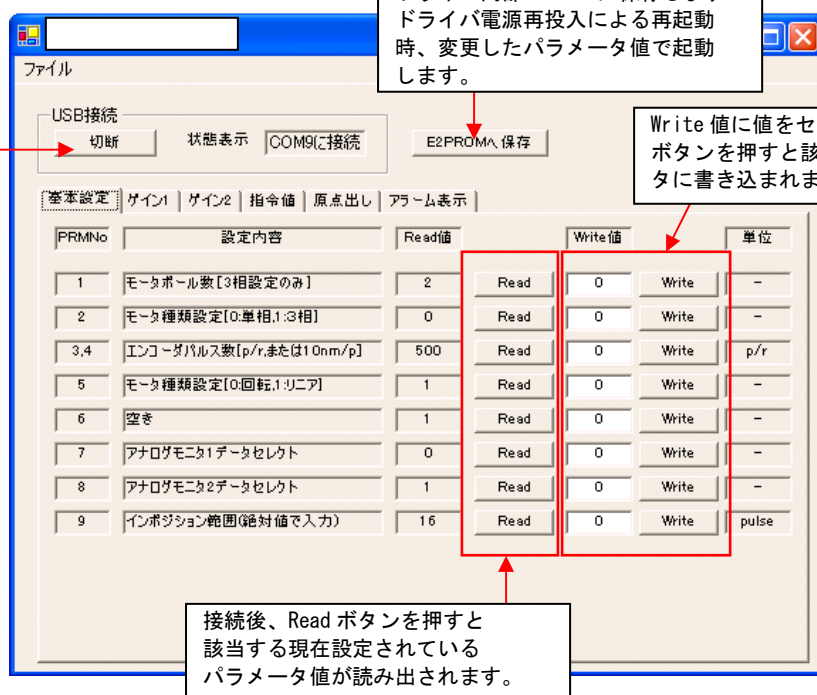 ドライバ電源再投入による再起動
時、変更したパラメータ値で起動
します。
ファイル
USB接続
切断 状態表示 COM9に接続 E2PROMへ保存
Write 値に値をセ
ボタンを押すと該
タに書き込まれま
基本設定 ゲイン1 ゲイン2 指令値 原点出し アラーム表示
PRMNo 設定内容 Read値 Write値 単位
1 モータポール数[3相設定のみ] 2 Read 0 Write -
2 モータ種類設定[0:単相,1:3相] 0 Read 0 Write -
3,4 エンコーダパルス数[p/r,または10nm/p] 500 Read 0 Write p/r
5 モータ種類設定[0:回転,1:リニア] 1 Read 0 Write -
6 空き 1 Read 0 Write -
7 アナログモニタ1データセレクト 0 Read 0 Write -
8 アナログモニタ2データセレクト 1 Read 0 Write -
9 インポジション範囲(絶対値で入力) 16 Read 0 Write pulse
接続後、Read ボタンを押すと
該当する現在設定されている
パラメータ値が読み出されます。